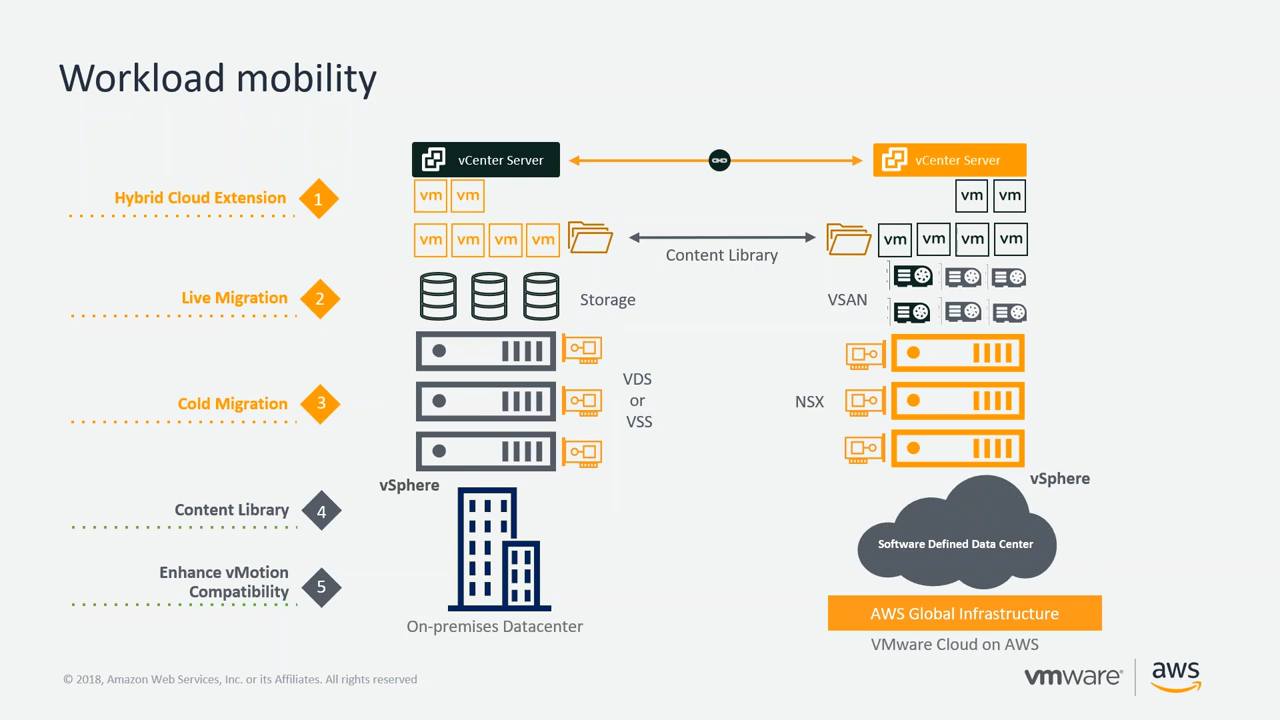 Workload mobility
vCenter Server
vCenter Server
Hybrid Cloud Extension 1
vm vm
vm vm
vm vm vm vm
vm vm vm vm
Content Library
Live Migration 2
Storage
VSAN
Cold Migration 3
VDS
or
VSS
NSX
vSphere
vSphere
Content Library 4
Software Defined Data Center
Enhance vMotion
Compatibility 5
AWS Global Infrastructure
On-premises Datacenter
VMware Cloud on AWS
© 2018, Amazon Web Services, Inc. or its Affiliates. All rights reserved
vmware®
aws